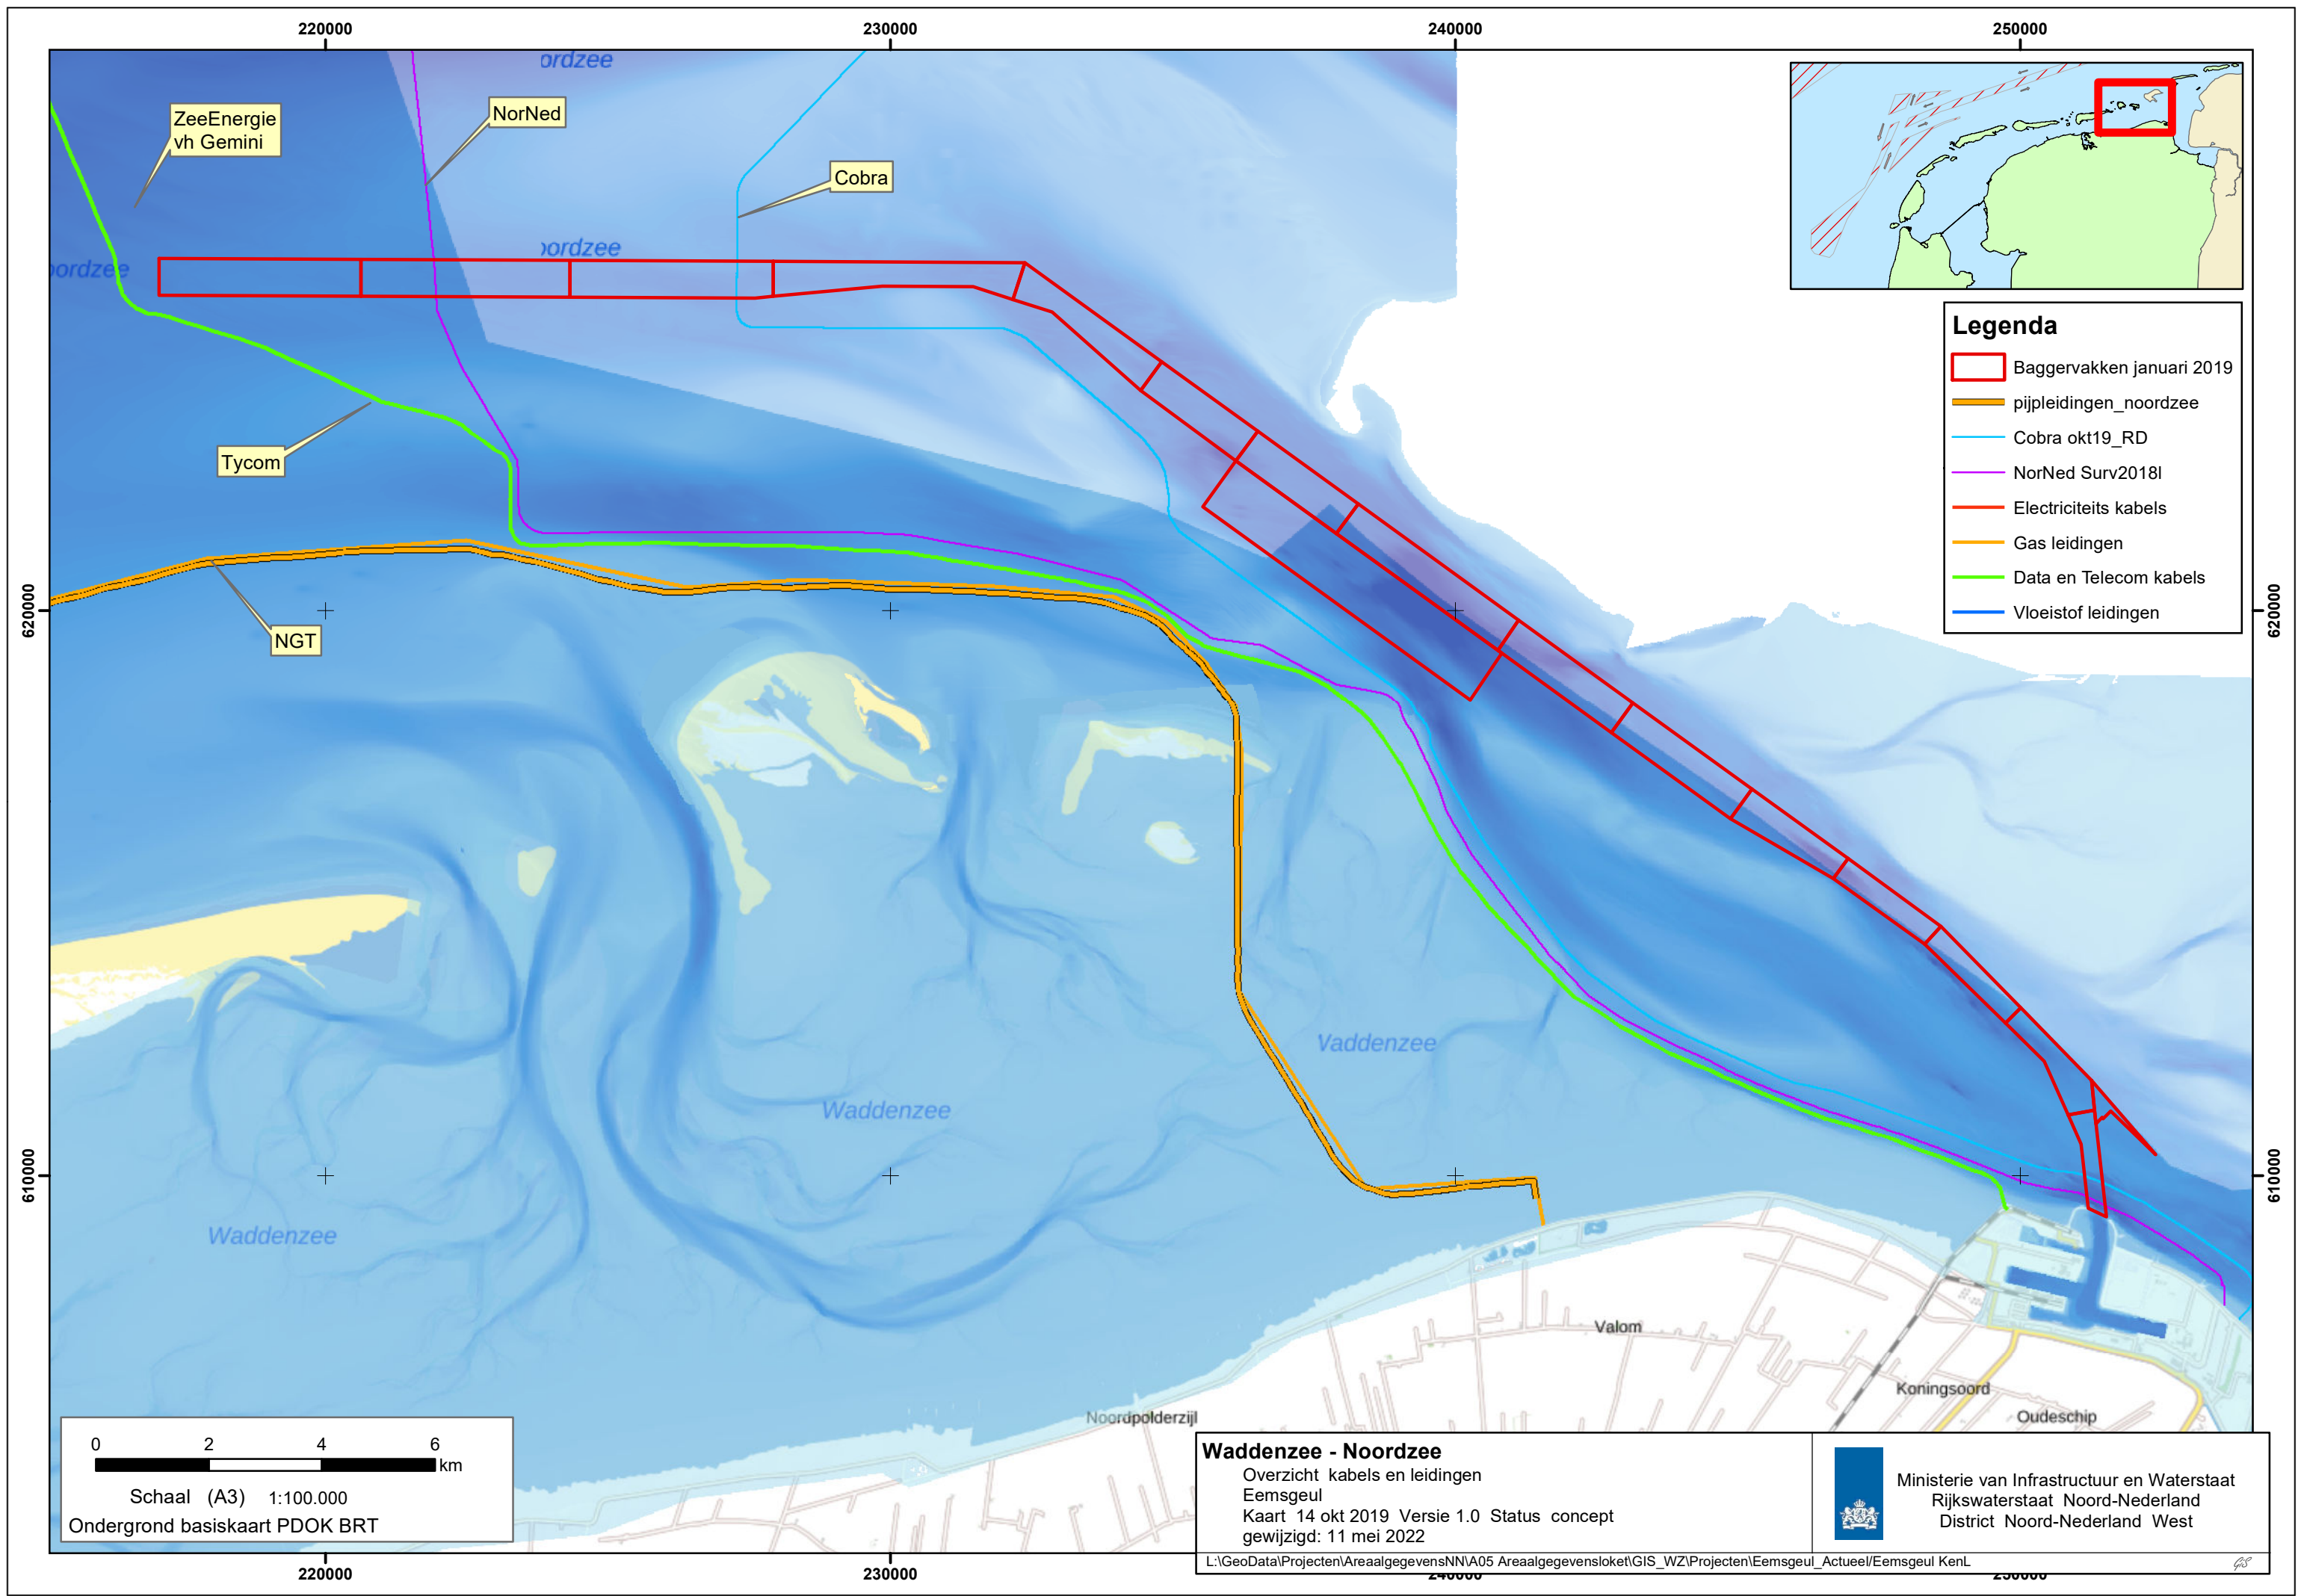 220000
230000
240000
250000
ordzee
ZeeEnergie
vh Gemini
NorNed
Cobra
oordzee
oordzee
Legenda
Baggervakken januari 2019
pijpleidingen_noordzee
Cobra okt19_RD
NorNed Surv2018l
Electriciteits kabels
Gas leidingen
Data en Telecom kabels
Vloeistof leidingen
Tycom
620000
620000
NGT
Vaddenzee
Waddenzee
610000
610000
Waddenzee
Valom
Koningsoord
Noordpolderzijl
Oudeschip
0 2 4 6
km
Schaal (A3) 1:100.000
Ondergrond basiskaart PDOK BRT
Waddenzee - Noordzee
Overzicht kabels en leidingen
Eemsgeul
Kaart 14 okt 2019 Versie 1.0 Status concept
gewijzigd: 11 mei 2022
Ministerie van Infrastructuur en Waterstaat
Rijkswaterstaat Noord-Nederland
District Noord-Nederland West
L:\GeoData\Projecten\AreaalgegevensNN\A05 Areaalgegevensloket\GIS_WZ\Projecten\Eemsgeul_Actueel/Eemsgeul KenL
GiS
220000
230000
240000
250000